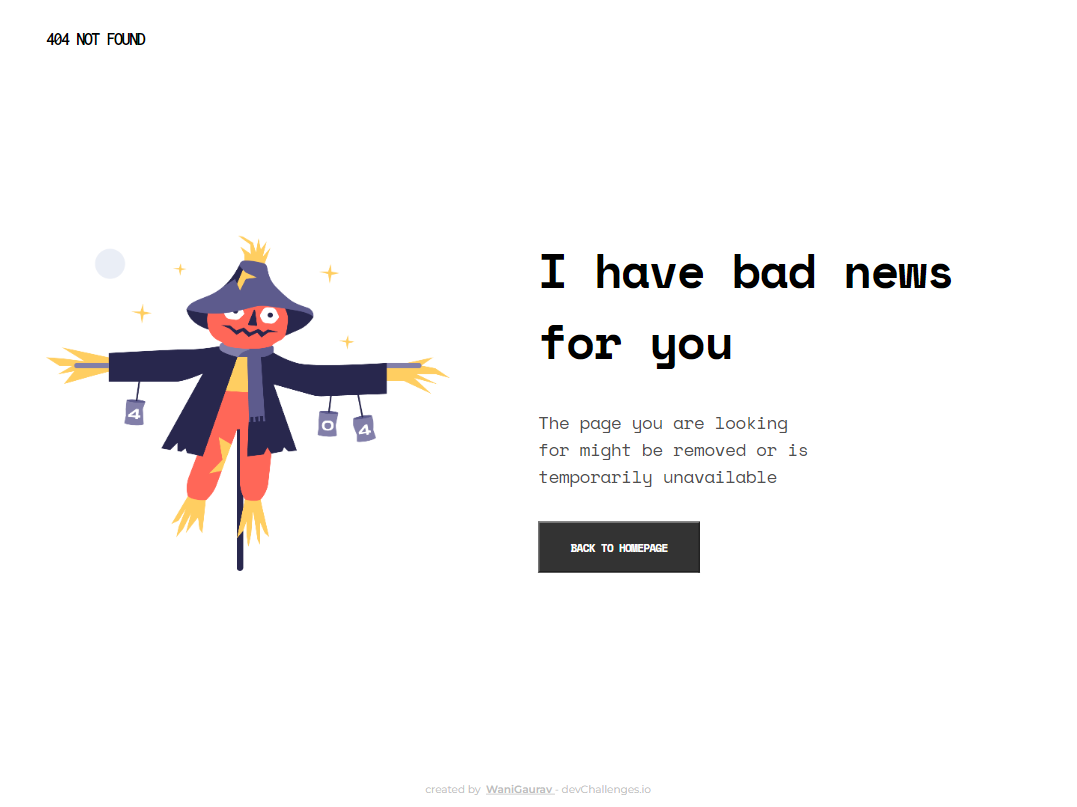 404 NOT FOUND
4
0
4
I have bad news
for you
The page you are looking
for might be removed or is
temporarily unavailable
BACK TO HOMEPAGE
created by WaniGaurav - devChallenges.io